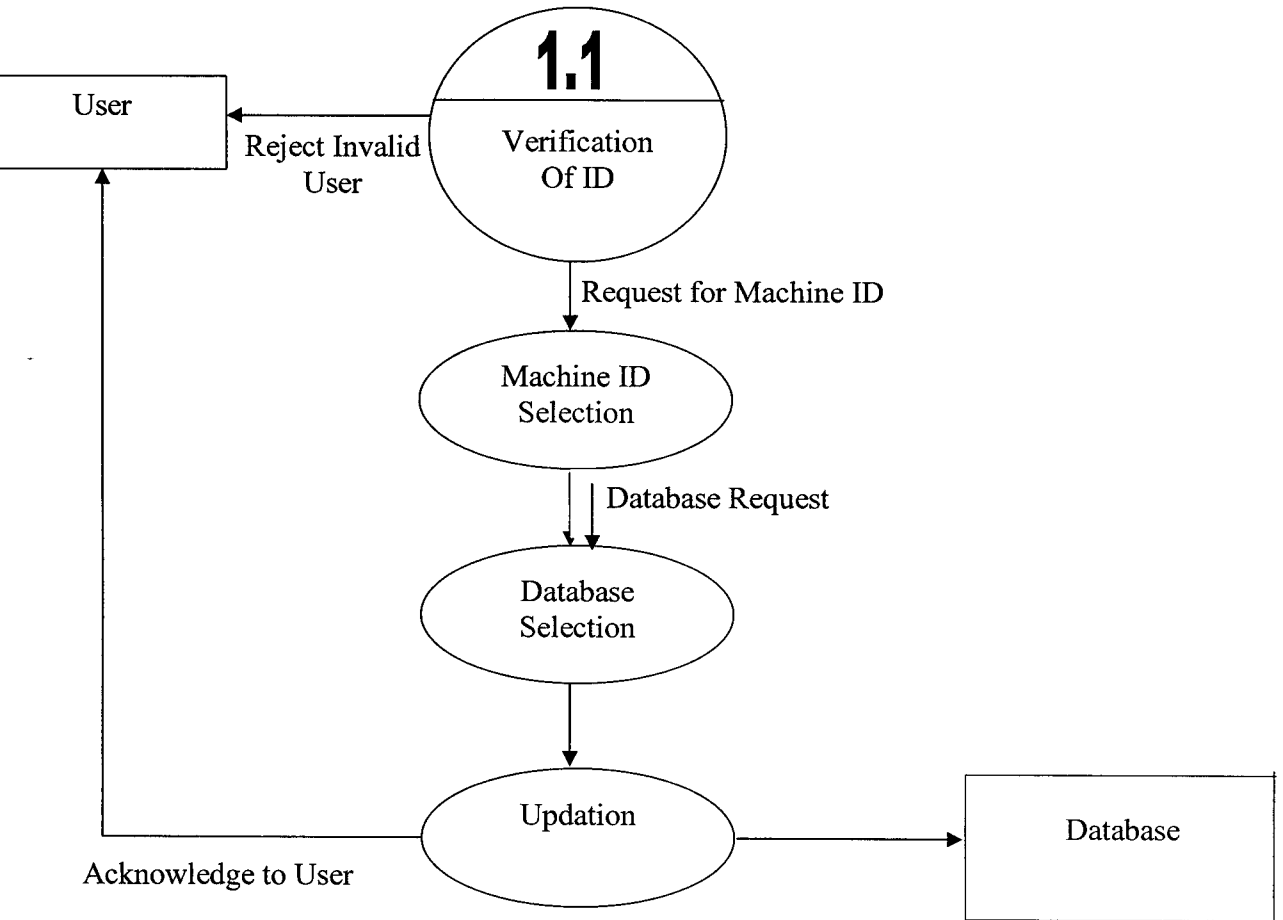 1.1
User
Verification
Of ID
Reject Invalid
User
Request for Machine ID
Machine ID
Selection
Database Request
Database
Selection
Updation
Database
Acknowledge to User